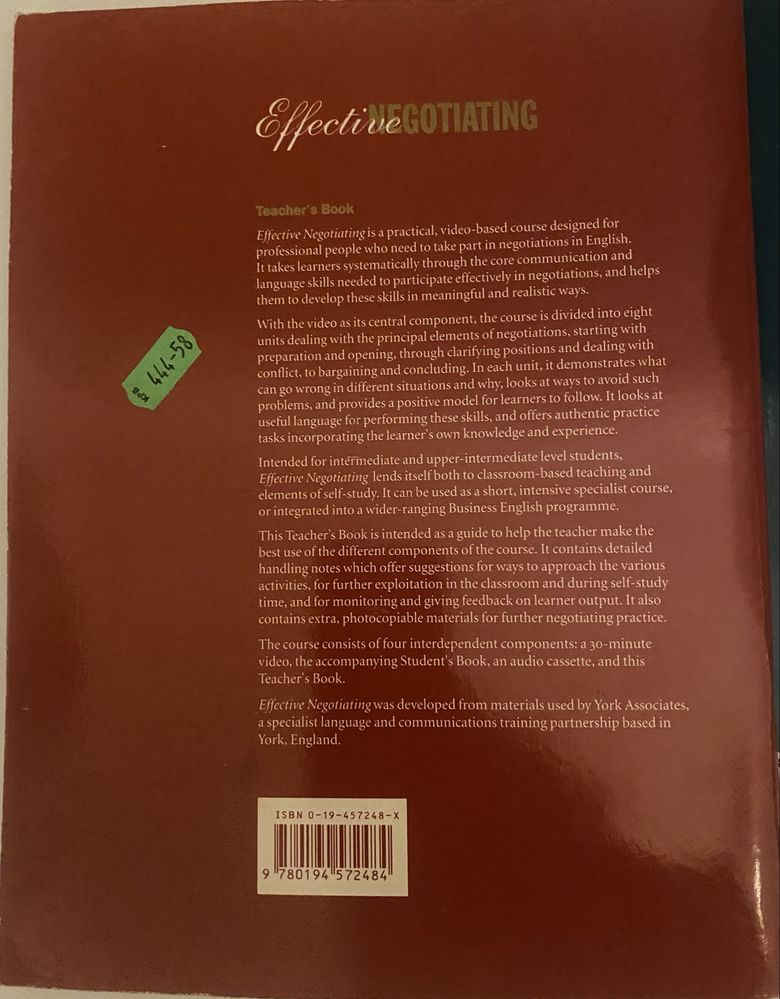 Effective NEGOTIATING
Teacher's Book
Effective Negotiating is a practical, video-based course designed for
professional people who need to take part in negotiations in English.
It takes learners systematically through the core communication and
language skills needed to participate effectively in negotiations, and helps
them to develop these skills in meaningful and realistic ways.
With the video as its central component, the course is divided into eight
units dealing with the principal elements of negotiations, starting with
preparation and opening, through clarifying positions and dealing with
conflict, to bargaining and concluding. In each unit, it demonstrates what
can go wrong in different situations and why, looks at ways to avoid such
problems, and provides a positive model for learners to follow. It looks at
useful language for performing these skills, and offers authentic practice
tasks incorporating the learner's own knowledge and experience.
444-58
КРВ
Intended for intermediate and upper-intermediate level students,
Effective Negotiating lends itself both to classroom-based teaching and
elements of self-study. It can be used as a short, intensive specialist course,
or integrated into a wider-ranging Business English programme.
This Teacher's Book is intended as a guide to help the teacher make the
best use of the different components of the course. It contains detailed
handling notes which offer suggestions for ways to approach the various
activities, for further exploitation in the classroom and during self-study
time, and for monitoring and giving feedback on learner output. It also
contains extra, photocopiable materials for further negotiating practice.
The course consists of four interdependent components: a 30-minute
video, the accompanying Student's Book, an audio cassette, and this
Teacher's Book.
Effective Negotiating was developed from materials used by York Associates,
a specialist language and communications training partnership based in
York, England.
ISBN 0-19-457248-X
9 780194 572484